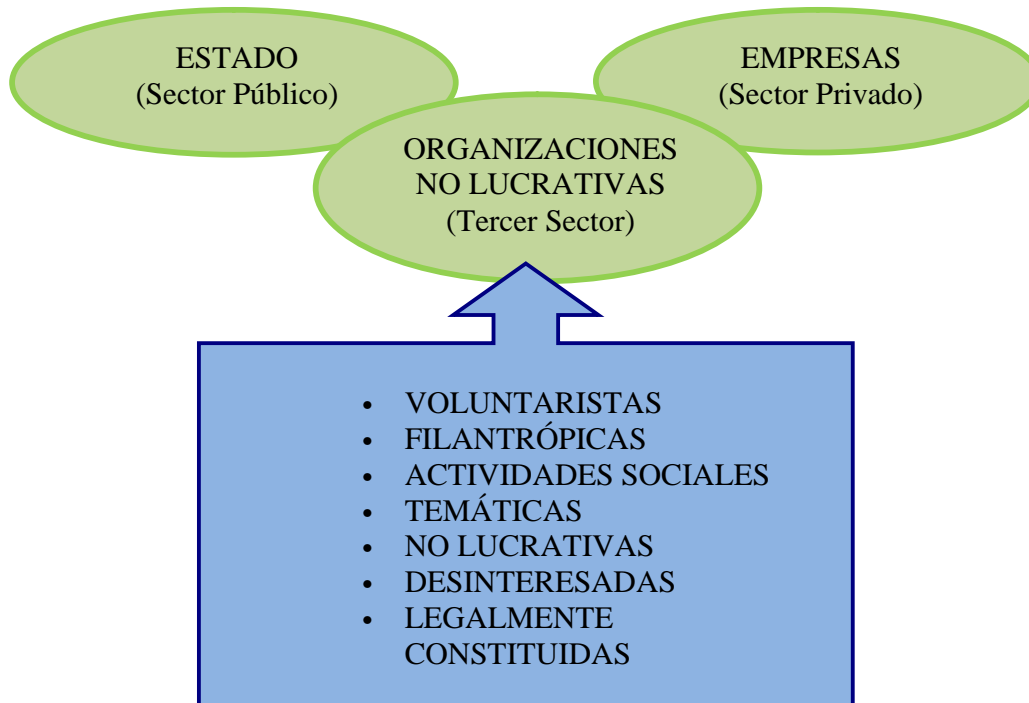 ESTADO
(Sector Público)
EMPRESAS
(Sector Privado)
ORGANIZACIONES
NO LUCRATIVAS
(Tercer Sector)
• VOLUNTARISTAS
• FILANTRÓPICAS
• ACTIVIDADES SOCIALES
• TEMÁTICAS
• NO LUCRATIVAS
• DESINTERESADAS
• LEGALMENTE
CONSTITUIDAS